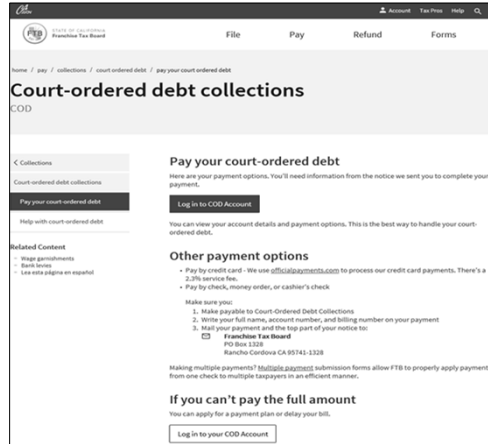 CA
GOV
Account Tax Pros Help
FTB STATE OF CALIFORNIA
Franchise Tax Board
File Pay Refund Forms
home / pay / collections / court ordered debt / pay your court ordered debt
Court-ordered debt collections
COD
Collections
Court-ordered debt collections
Pay your court-ordered debt
Help with court-ordered debt
Related Content
Wage garnishments
Bank levies
Lea esta página en español
Pay your court-ordered debt
Here are your payment options. You'll need information from the notice we sent you to complete your
payment.
Log in to COD Account
You can view your account details and payment options. This is the best way to handle your court-
ordered debt.
Other payment options
• Pay by credit card - We use officialpayments.com to process our credit card payments. There's a
2.3% service fee.
• Pay by check, money order, or cashier's check
Make sure you:
1. Make payable to Court-Ordered Debt Collections
2. Write your full name, account number, and billing number on your payment
3. Mail your payment and the top part of your notice to:
Franchise Tax Board
PO Box 1328
Rancho Cordova CA 95741-1328
Making multiple payments? Multiple payment submission forms allow FTB to properly apply payment
from one check to multiple taxpayers in an efficient manner.
If you can't pay the full amount
You can apply for a payment plan or delay your bill.
Log in to your COD Account